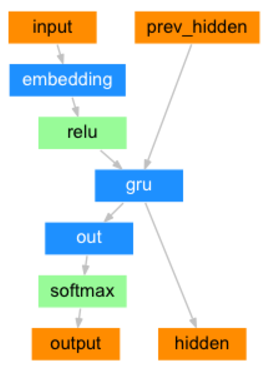 input
prev_hidden
embedding
relu
gru
out
softmax
output
hidden